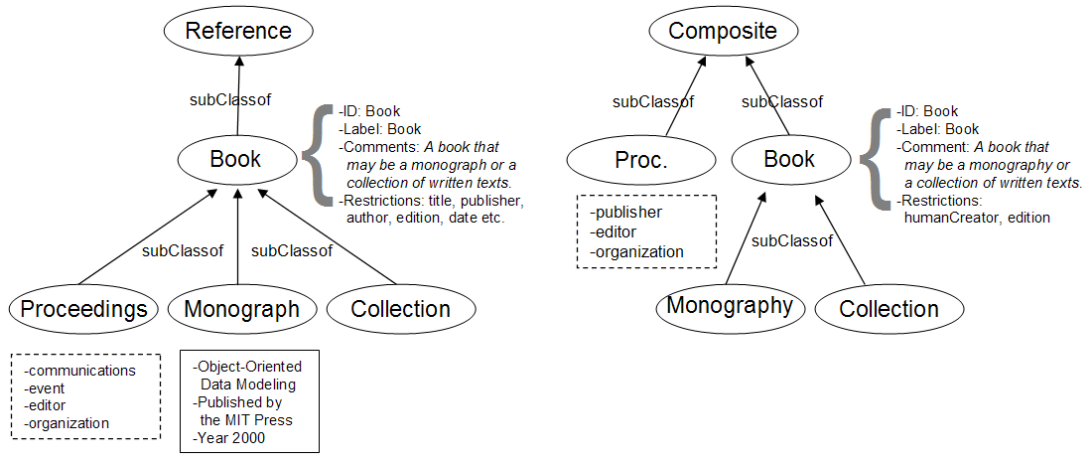 Reference
subClassof
Book
-ID: Book
-Label: Book
-Comments: A book that
may be a monograph or a
collection of written texts.
-Restrictions: title, publisher,
author, edition, date etc.
subClassof
subClassof
Proceedings
Monograph
Collection
-communications
-event
-editor
-organization
-Object-Oriented
Data Modeling
-Published by
the MIT Press
-Year 2000
Composite
subClassof
subClassof
Proc.
Book
-publisher
-editor
-organization
-ID: Book
-Label: Book
-Comment: A book that
may be a monography or
a collection of written texts.
-Restrictions:
humanCreator, edition
subClassof
Monography
Collection